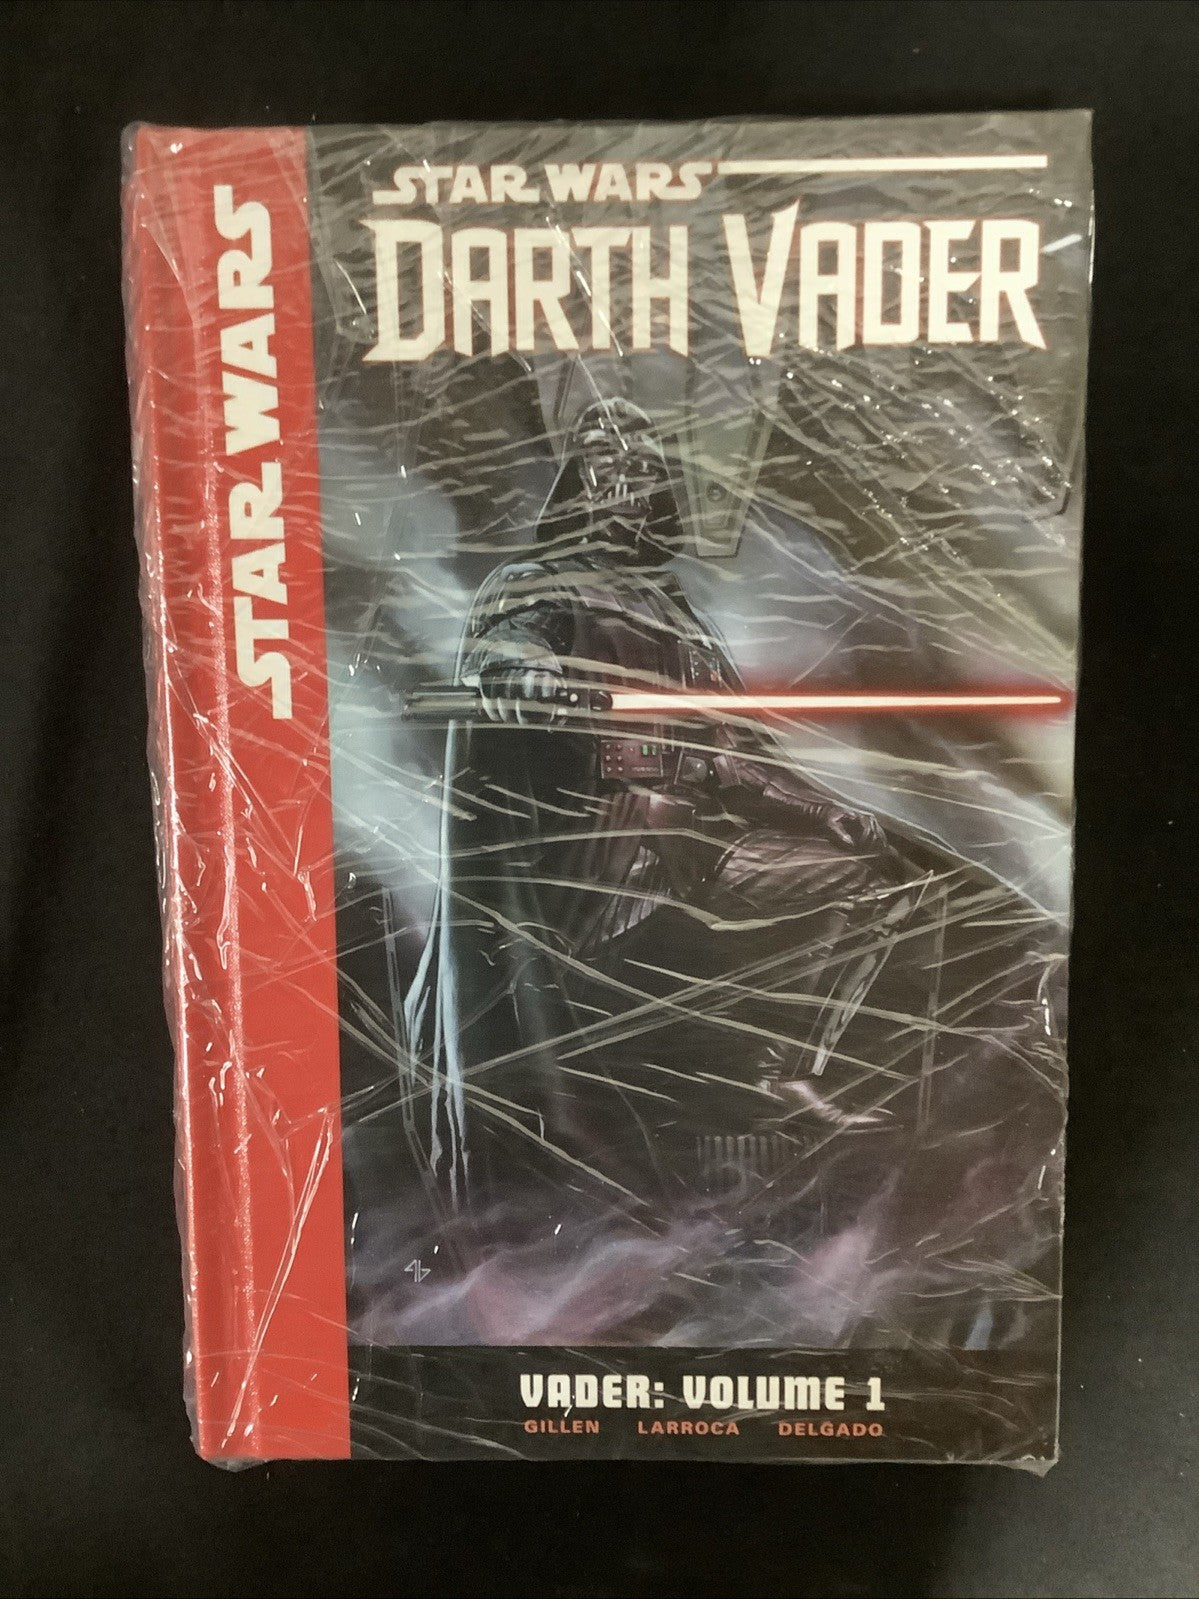 STAR WARS
STAR WARS
DARTH VADER
VADER: VOLUME 1
GILLEN LARROCA DELGADO